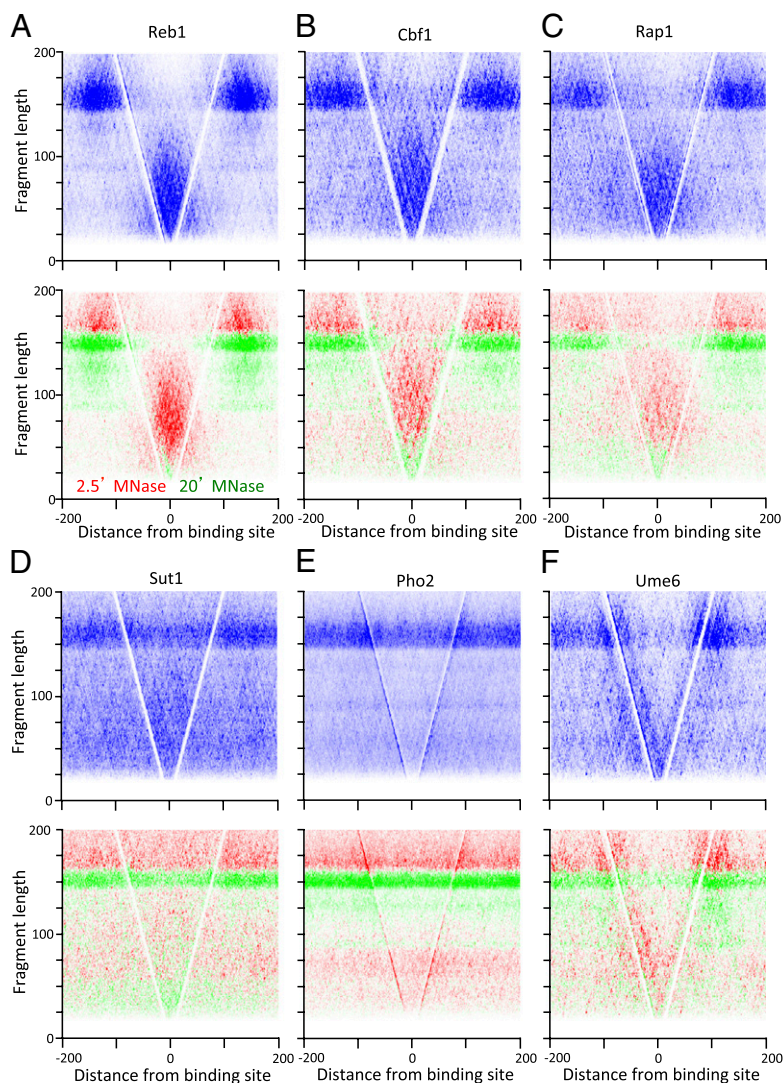 A B C
Reb1 Cbf1 Rap1
200
100
0
Fragment length
200
100
0
Fragment length
2.5' MNase 20' MNase
-200 0 200 -200 0 200 -200 0 200
Distance from binding site Distance from binding site Distance from binding site
D E F
Sut1 Pho2 Ume6
200
100
0
Fragment length
200
100
0
Fragment length
-200 0 200 -200 0 200 -200 0 200
Distance from binding site Distance from binding site Distance from binding site